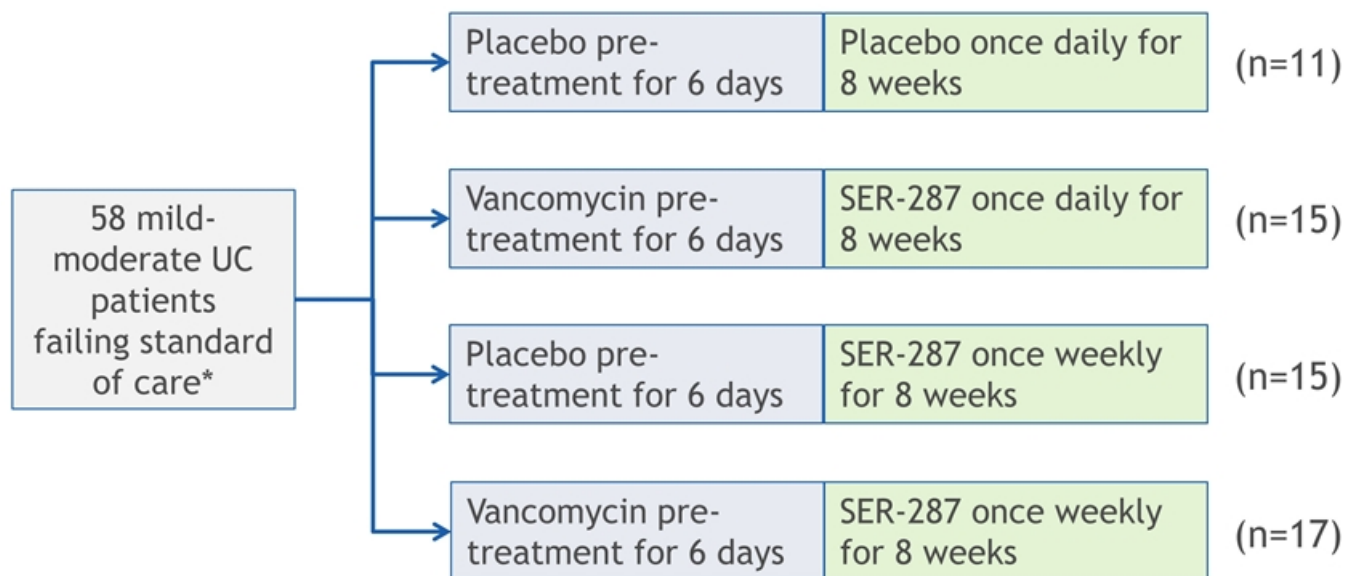 58 mild-
moderate UC
patients
failing standard
of care*
Placebo pre-
treatment for 6 days
Placebo once daily for
8 weeks
(n=11)
Vancomycin pre-
treatment for 6 days
SER-287 once daily for
8 weeks
(n=15)
Placebo pre-
treatment for 6 days
SER-287 once weekly
for 8 weeks
(n=15)
Vancomycin pre-
treatment for 6 days
SER-287 once weekly
for 8 weeks
(n=17)